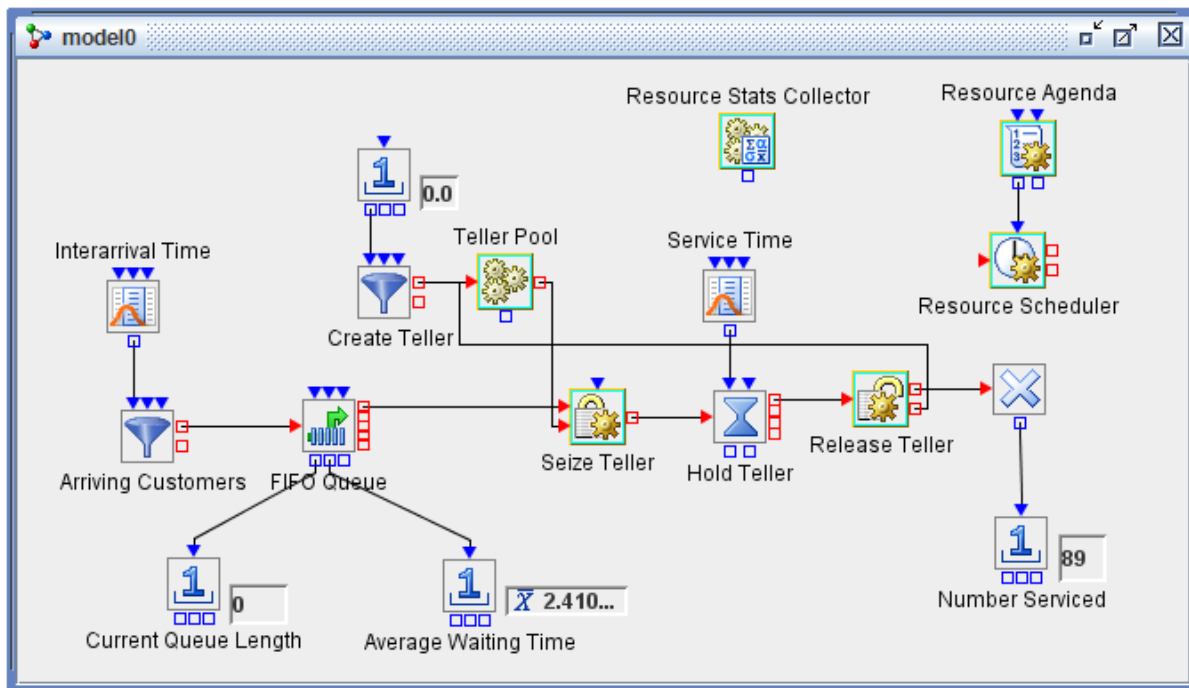 model0
Resource Stats Collector
Resource Agenda
0.0
Interarrival Time
Teller Pool
Service Time
Create Teller
Resource Scheduler
Arriving Customers
FIFO Queue
Seize Teller
Hold Teller
Release Teller
0
X̄ 2.410...
89
Current Queue Length
Average Waiting Time
Number Serviced